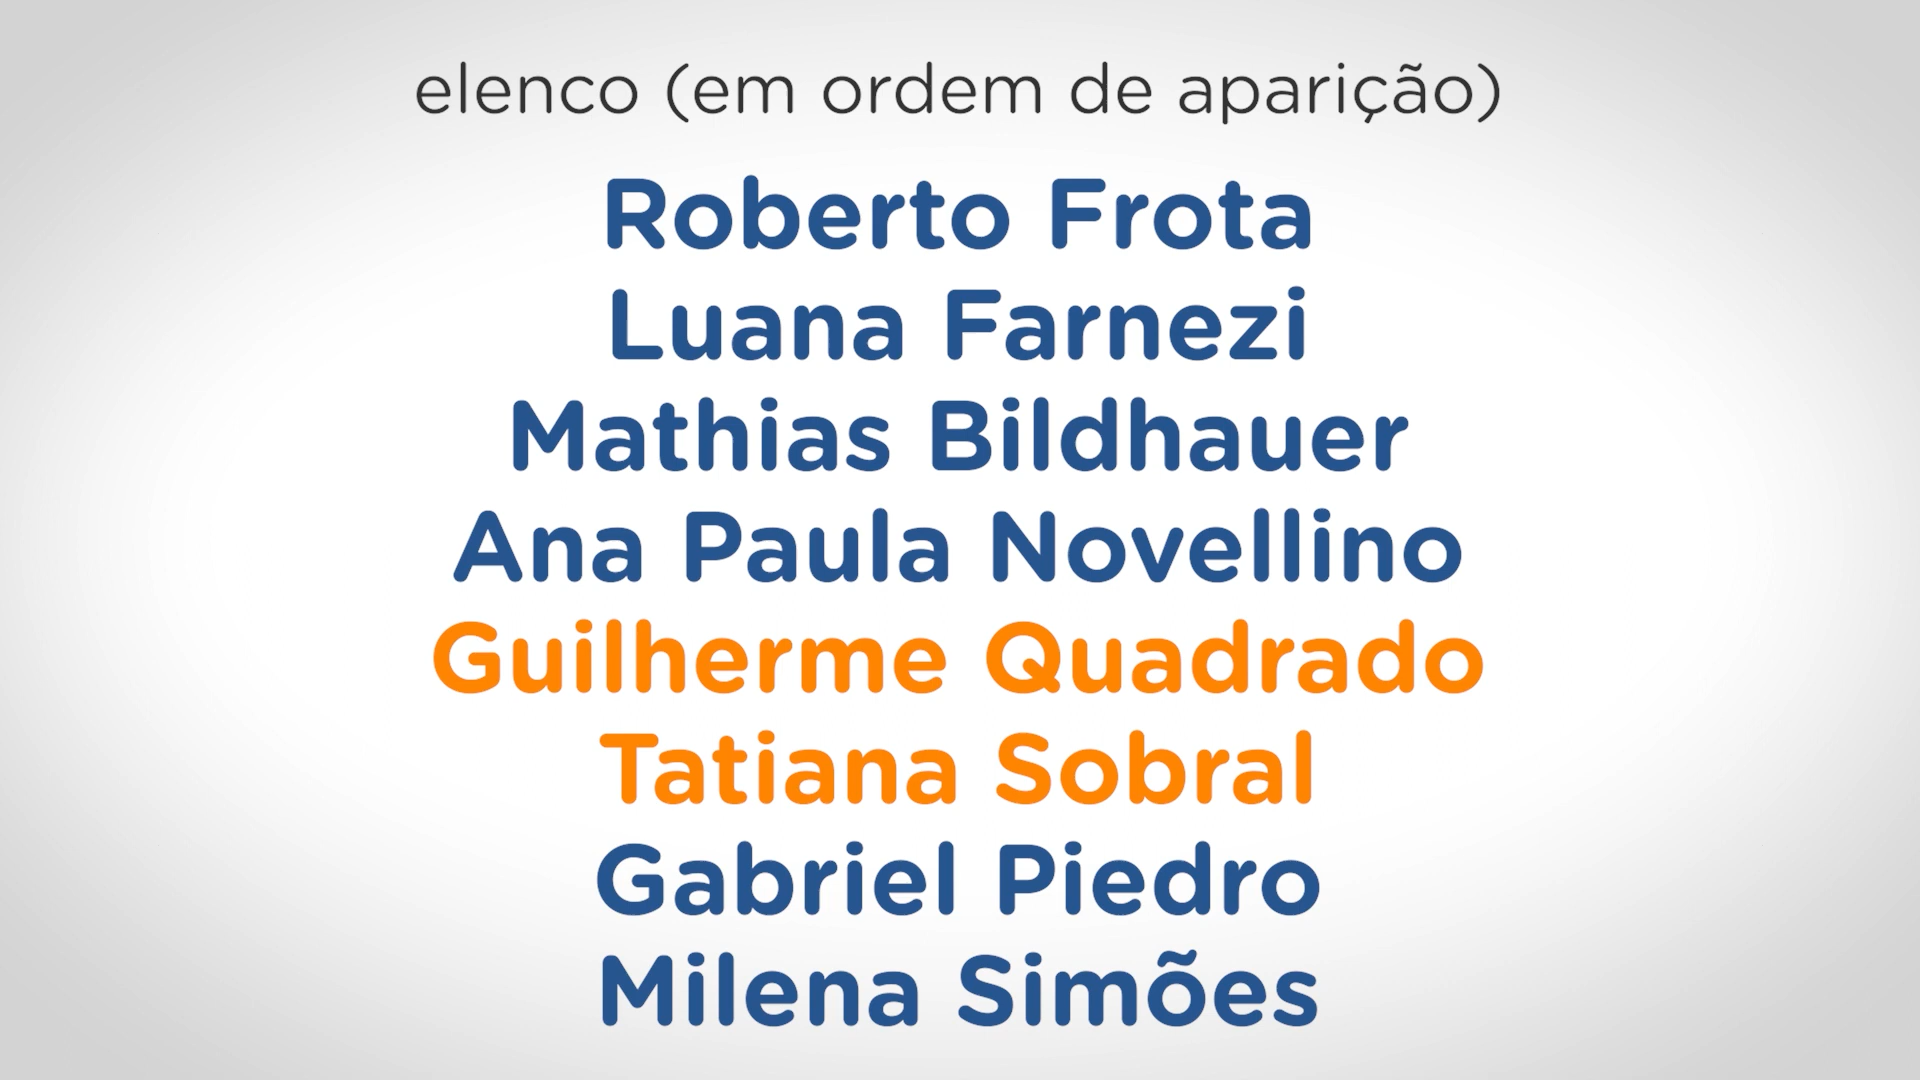 elenco (em ordem de aparição)
Roberto Frota
Luana Farnezi
Mathias Bildhauer
Ana Paula Novellino
Guilherme Quadrado
Tatiana Sobral
Gabriel Piedro
Milena Simões